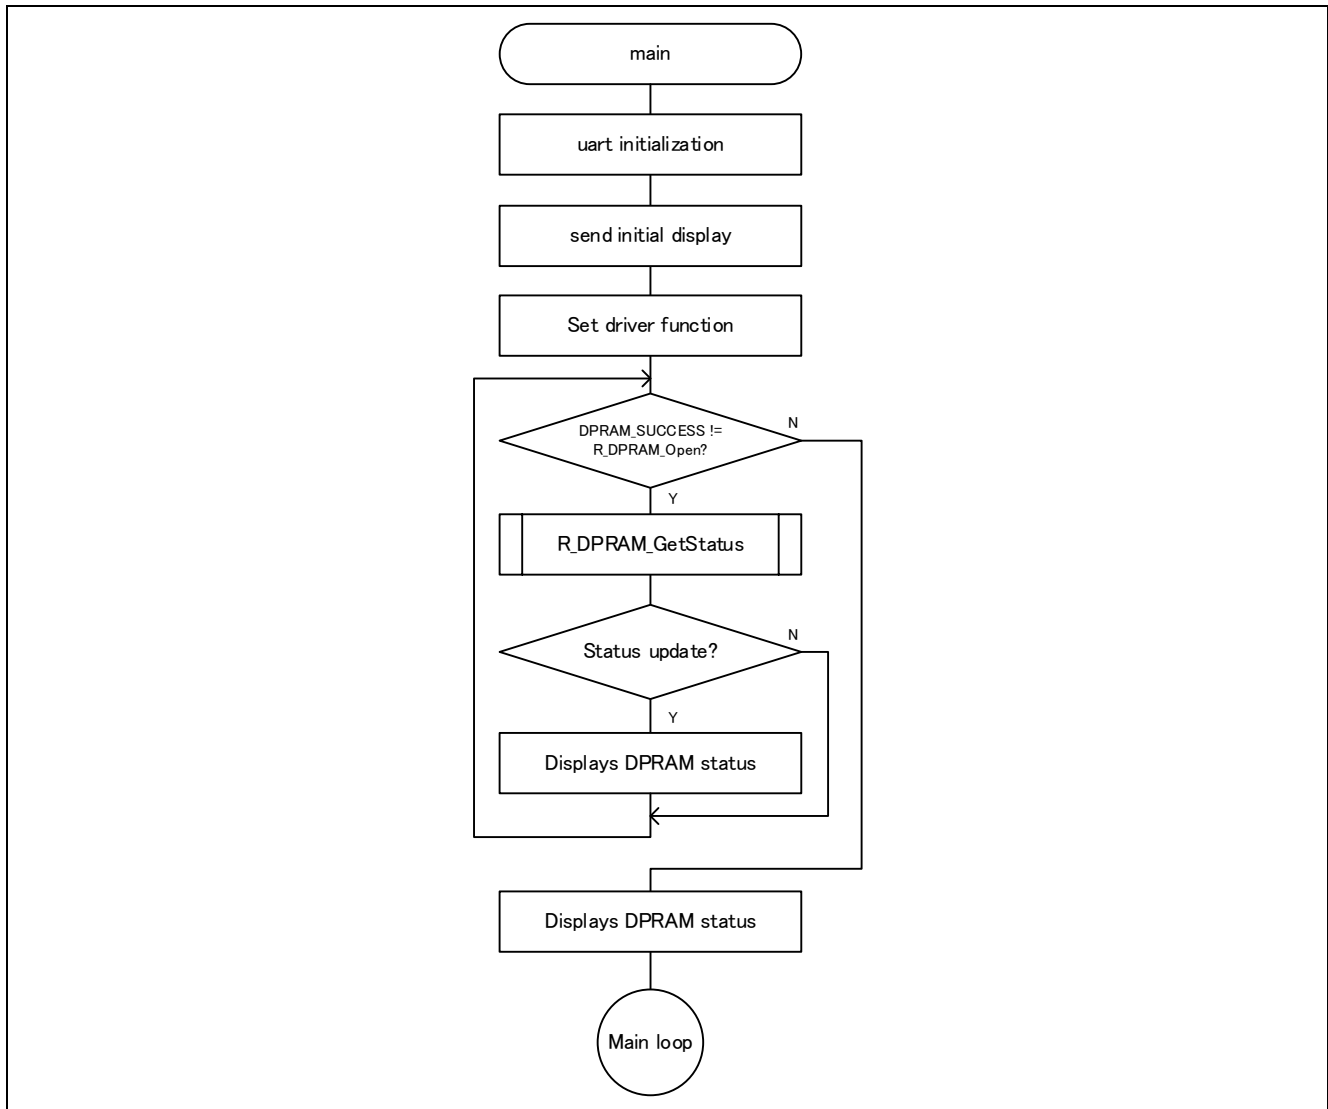 main
uart initialization
send initial display
Set driver function
DPRAM_SUCCESS !=
R_DPRAM_Open?
N
Y
R_DPRAM_GetStatus
Status update?
N
Y
Displays DPRAM status
Displays DPRAM status
Main loop